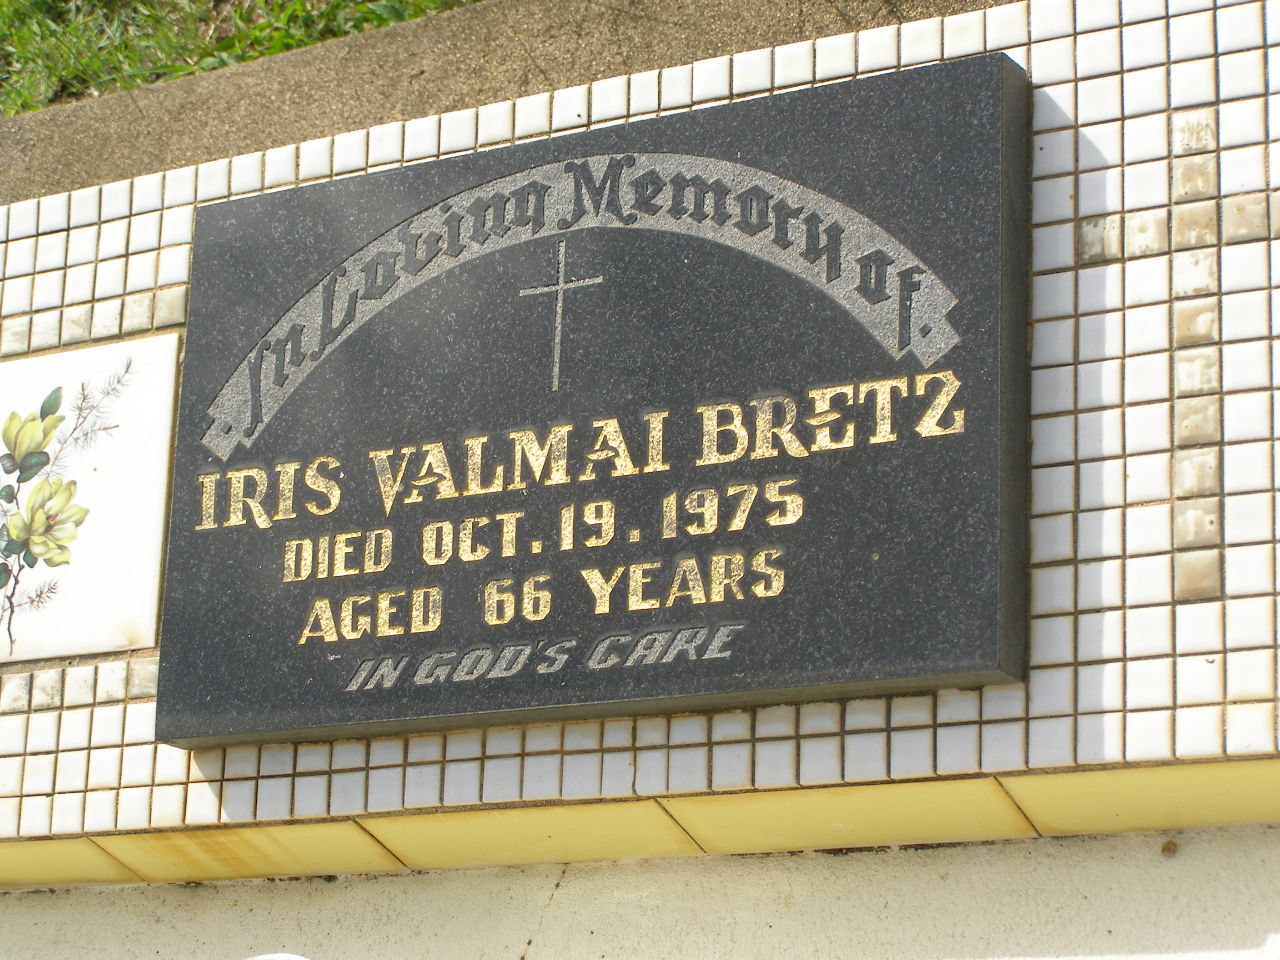 In Loving Memory of.
IRIS VALMAI BRETZ
DIED OCT. 19. 1975
AGED 66 YEARS
IN GOD'S CARE